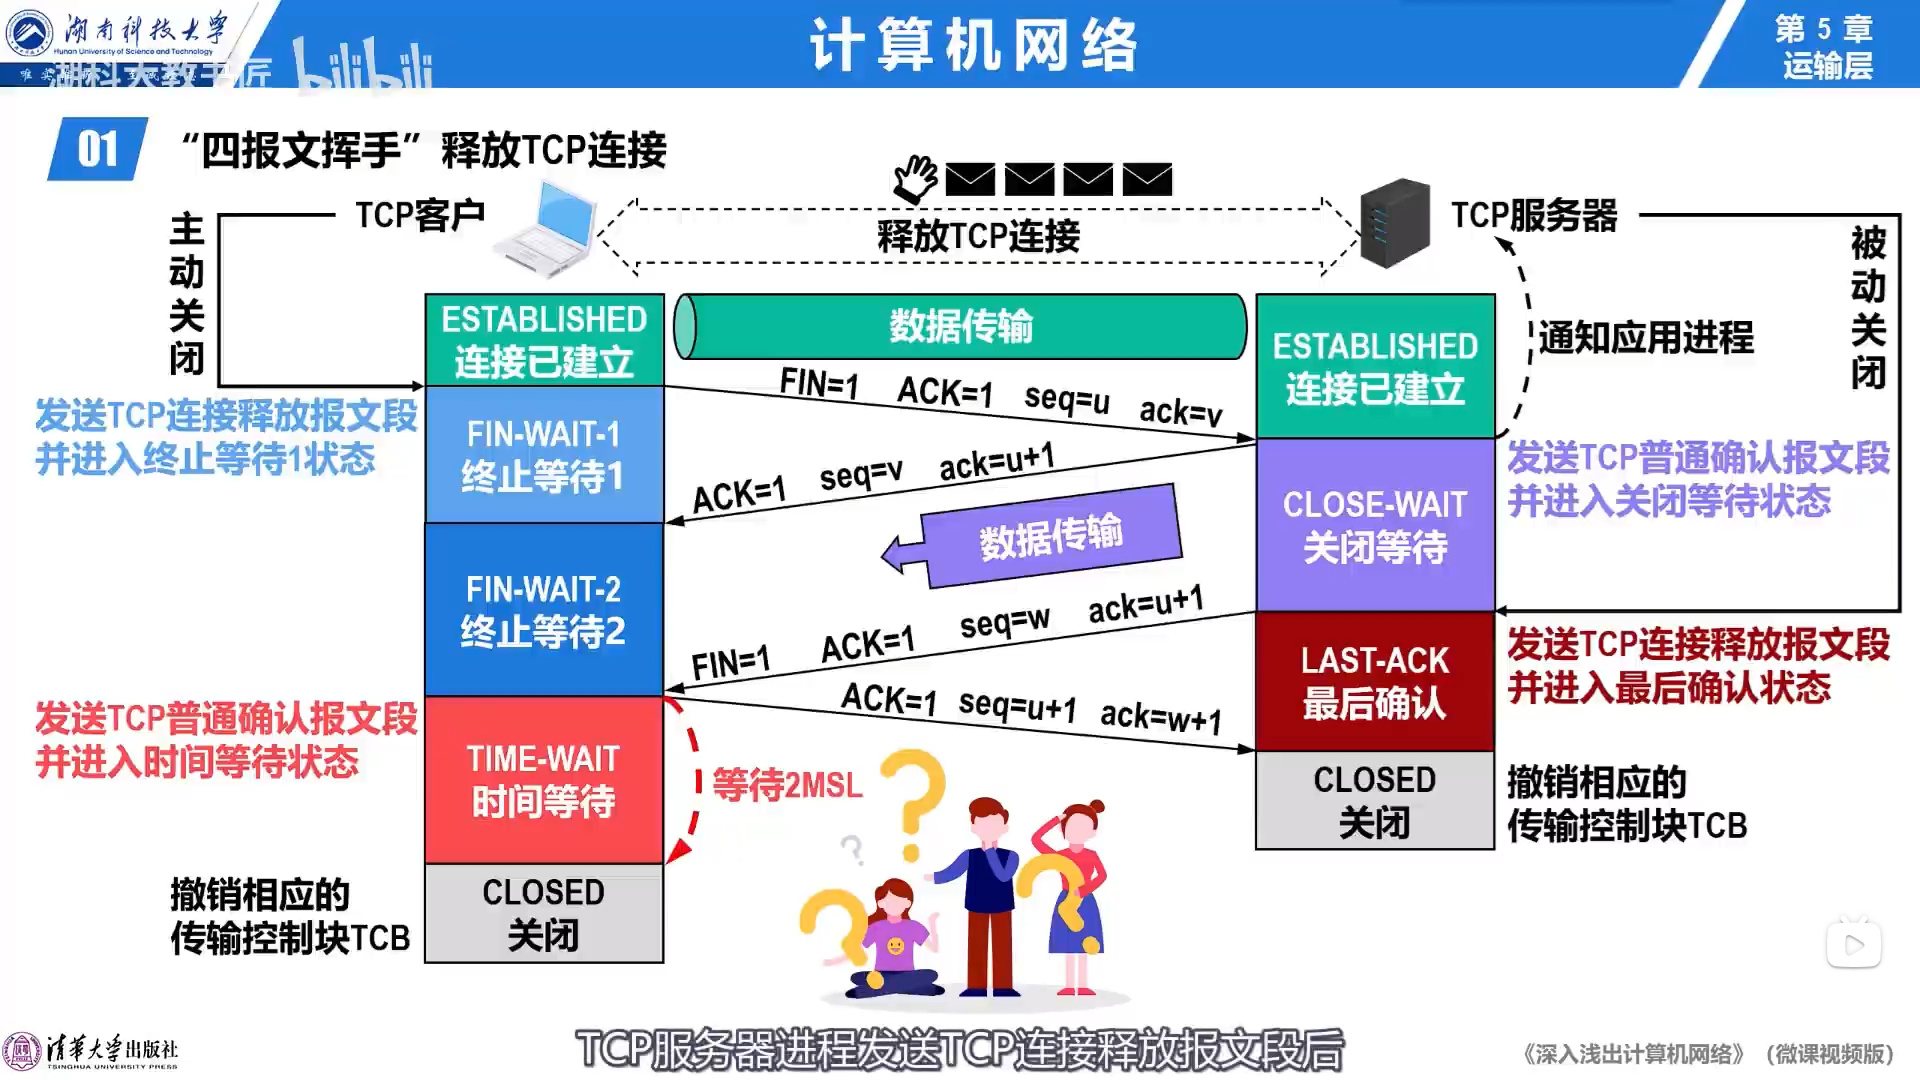 湖南科技大学
Hunan University of Science and Technology
湖科大教书匠
bilibili
计算机网络
第 5 章
运输层
01
“四报文挥手”释放TCP连接
主动关闭
TCP客户
释放TCP连接
TCP服务器
被动关闭
ESTABLISHED
连接已建立
数据传输
ESTABLISHED
连接已建立
通知应用进程
FIN=1 ACK=1 seq=u ack=v
发送TCP连接释放报文段
并进入终止等待1状态
FIN-WAIT-1
终止等待1
ACK=1 seq=v ack=u+1
CLOSE-WAIT
关闭等待
发送TCP普通确认报文段
并进入关闭等待状态
数据传输
FIN-WAIT-2
终止等待2
FIN=1 ACK=1 seq=w ack=u+1
LAST-ACK
最后确认
发送TCP连接释放报文段
并进入最后确认状态
ACK=1 seq=u+1 ack=w+1
发送TCP普通确认报文段
并进入时间等待状态
TIME-WAIT
时间等待
等待2MSL
CLOSED
关闭
撤销相应的
传输控制块TCB
撤销相应的
传输控制块TCB
CLOSED
关闭
TCP服务器进程发送TCP连接释放报文段后
清华大学出版社
TSINGHUA UNIVERSITY PRESS
《深入浅出计算机网络》（微课视频版）